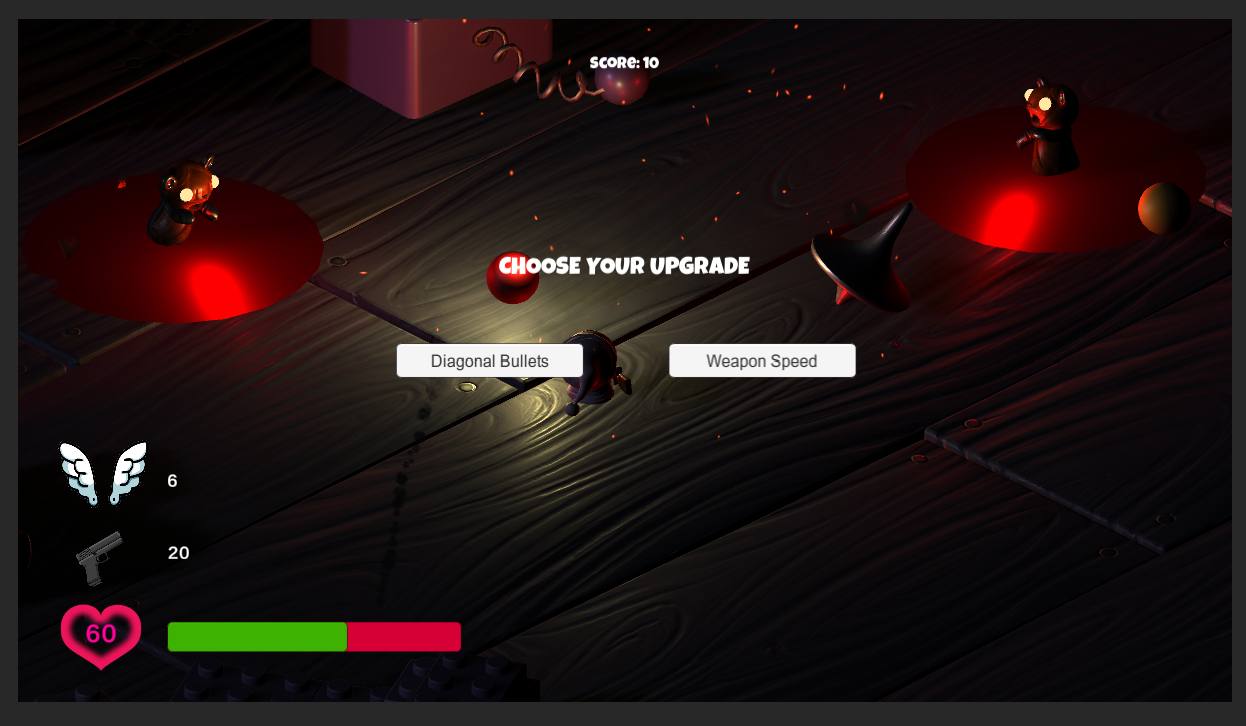 Score: 10
Choose your upgrade
Diagonal Bullets
Weapon Speed
6
20
60